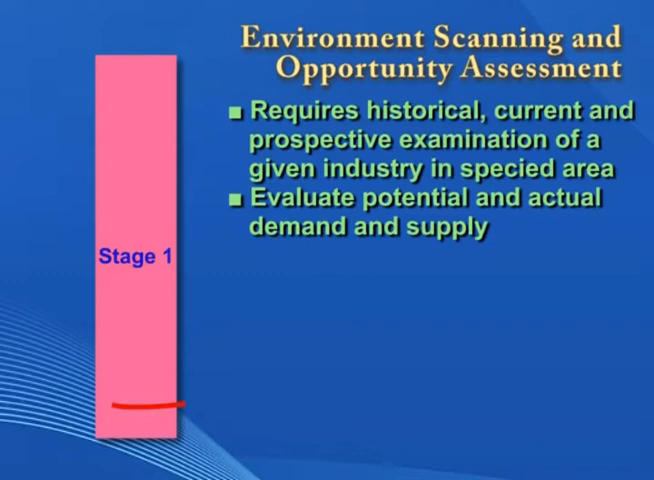 Environment Scanning and
Opportunity Assessment
■ Requires historical, current and
prospective examination of a
given industry in specied area
■ Evaluate potential and actual
demand and supply
Stage 1